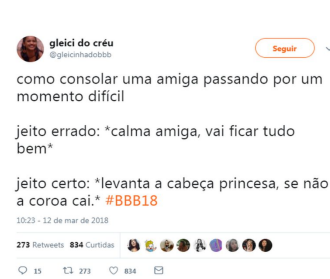 gleici do créu
@gleicinhadobbb
Seguir
como consolar uma amiga passando por um
momento difícil
jeito errado: *calma amiga, vai ficar tudo
bem*
jeito certo: *levanta a cabeça princesa, se não
a coroa cai.* #BBB18
10:23 - 12 de mar de 2018
273 Retweets 834 Curtidas
15 273 834